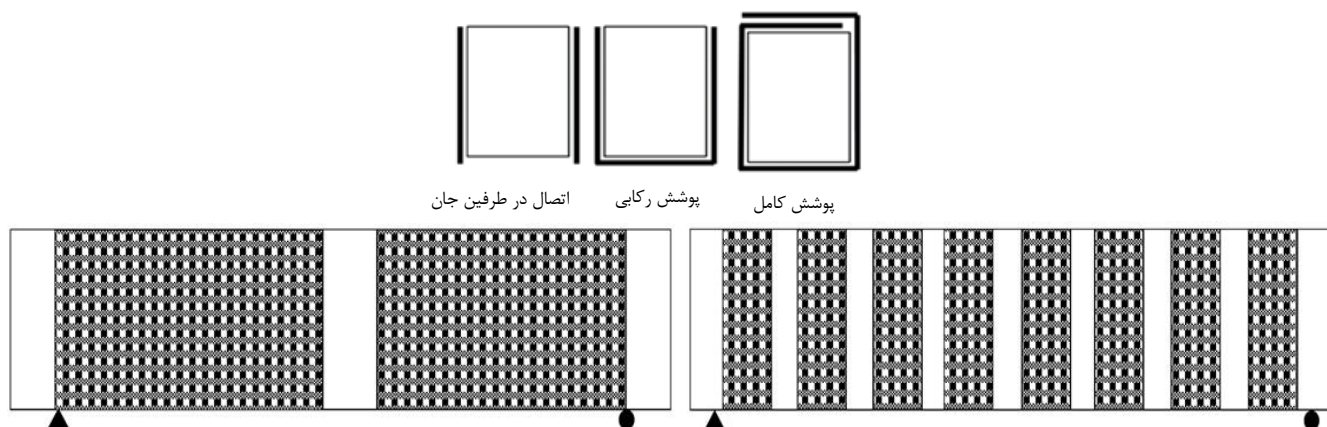 پوشش کامل
پوشش رکابی
اتصال در طرفین جان